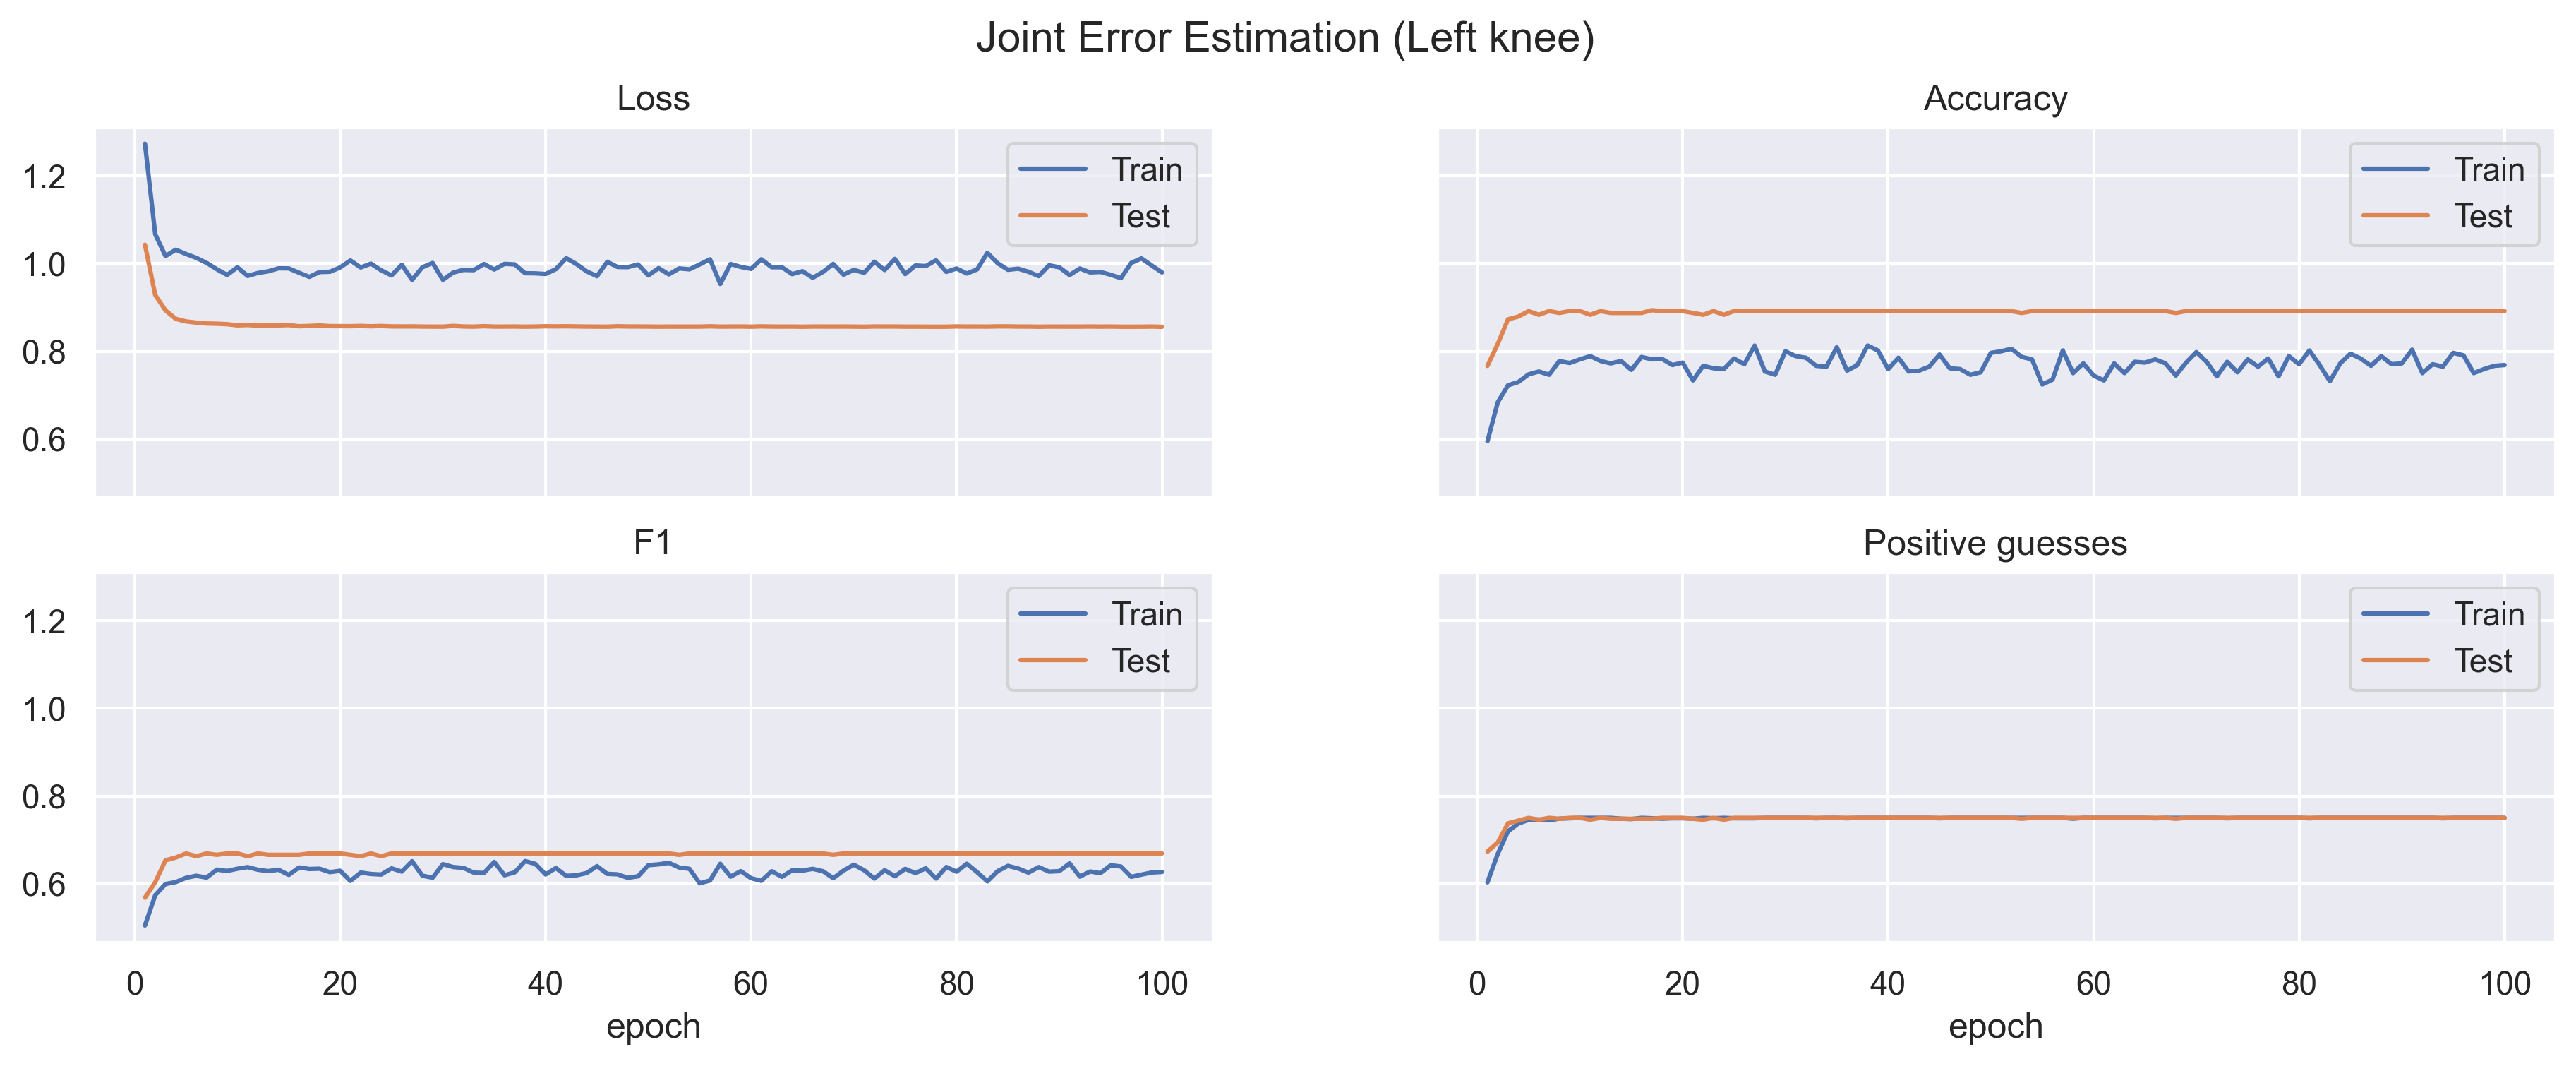 Joint Error Estimation (Left knee)
Loss
1.2
1.0
0.8
0.6
Train
Test
Accuracy
Train
Test
F1
1.2
1.0
0.8
0.6
0 20 40 60 80 100
epoch
Train
Test
Positive guesses
Train
Test
0 20 40 60 80 100
epoch